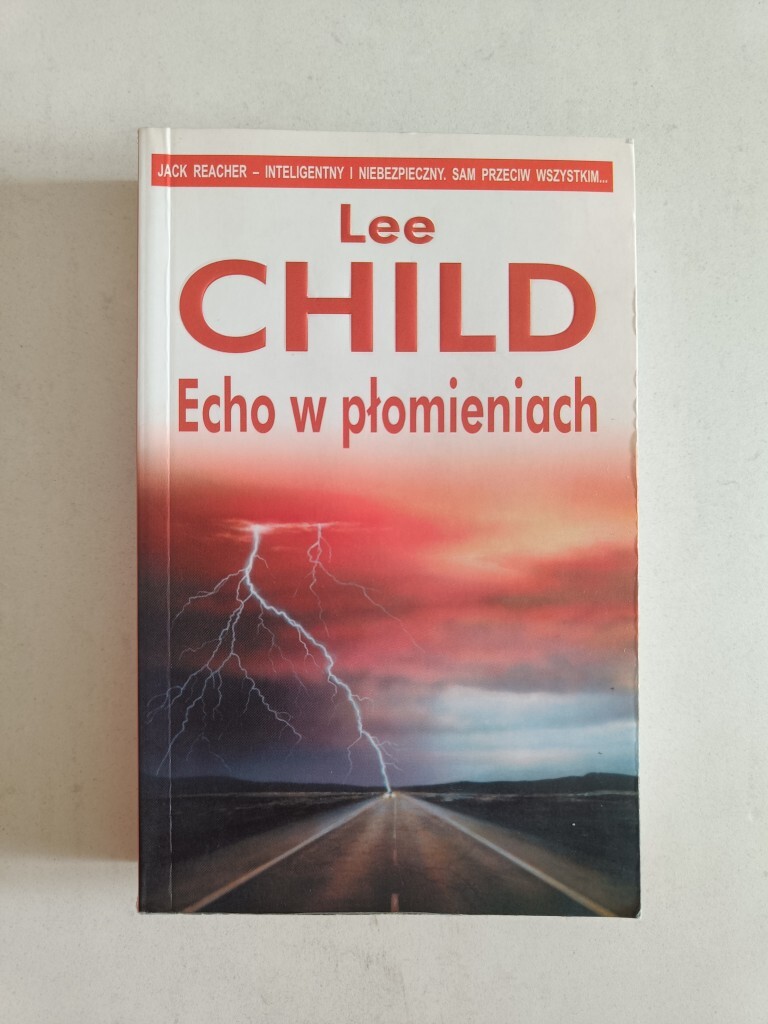 JACK REACHER – INTELIGENTNY I NIEBEZPIECZNY. SAM PRZECIW WSZYSTKIM...
Lee
CHILD
Echo w płomieniach